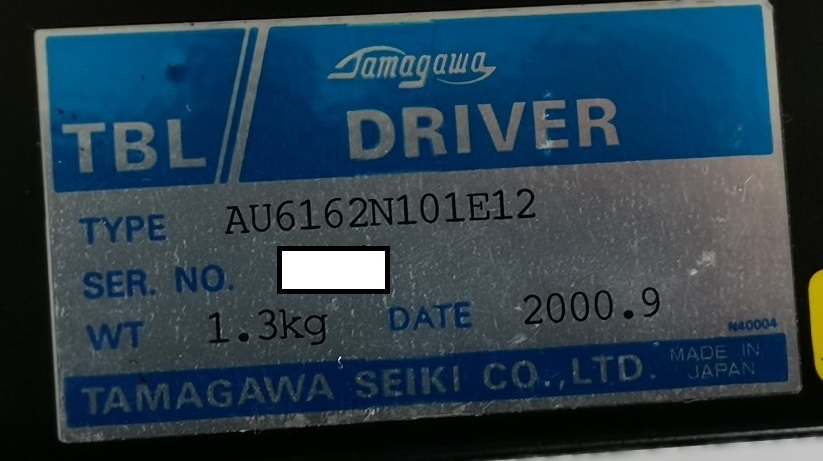 Tamagawa
TBL DRIVER
TYPE AU6162N101E12
SER. NO.
WT 1.3kg DATE 2000.9
N40004
TAMAGAWA SEIKI CO.,LTD. MADE IN JAPAN